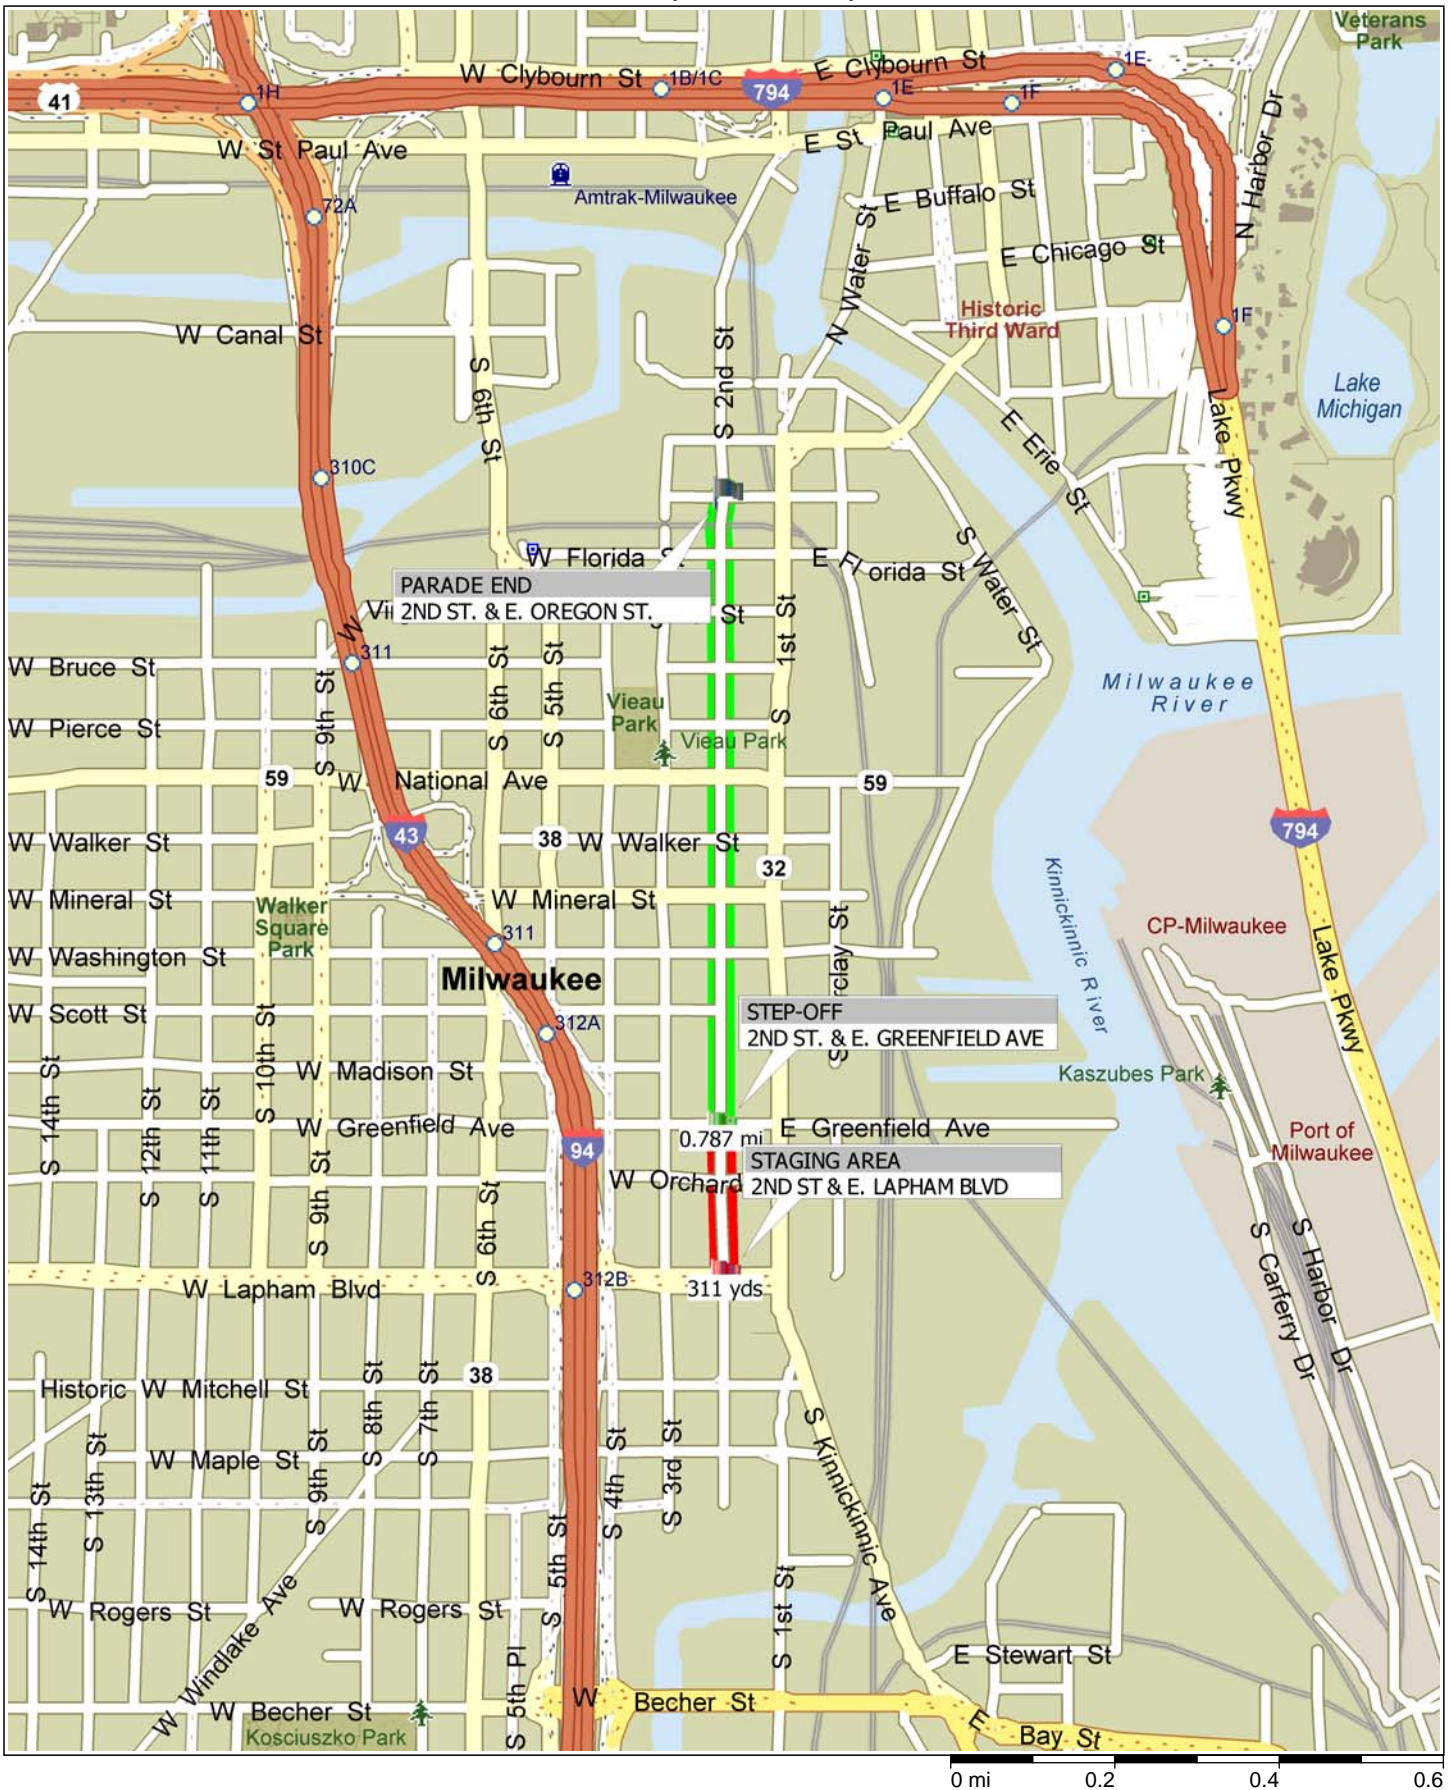 Veterans
Park
W Clybourn St
1B/1C
794
E Clybourn St
1E
1E
1F
41
1H
W St Paul Ave
E St Paul Ave
N Harbor Dr
Amtrak-Milwaukee
E Buffalo St
72A
N Water St
E Chicago St
Historic
Third Ward
1F
W Canal St
S 2nd St
S 6th St
Lake
Michigan
Lake Pkwy
E Erie St
310C
S Water St
W Florida St
E Florida St
PARADE END
2ND ST. & E. OREGON ST.
St
1st St
S
W
311
W Bruce St
S 9th St
S 6th St
S 5th St
Vieau
Park
Milwaukee
River
W Pierce St
Vieau Park
59
W National Ave
59
43
38
794
W Walker St
W Walker St
32
W Mineral St
W Mineral St
Walker
Square
Park
Kinnickinnic River
CP-Milwaukee
311
W Washington St
Milwaukee
Lake Pkwy
STEP-OFF
2ND ST. & E. GREENFIELD AVE
W Scott St
312A
S 10th St
S 14th St
W Madison St
Kaszubes Park
S 12th St
S 11th St
W Greenfield Ave
0.787 mi
E Greenfield Ave
94
Port of
Milwaukee
STAGING AREA
2ND ST & E. LAPHAM BLVD
W Orchard
S 9th St
S 6th St
S Carferry Dr
S Harbor Dr
W Lapham Blvd
312B
311 yds
38
Historic W Mitchell St
S 8th St
S 7th St
S Kinnickinnic Ave
W Maple St
S 13th St
S 9th St
S 4th St
S 3rd St
S 14th St
S 5th St
S 1st St
W Rogers St
W Rogers St
W Windlake Ave
S 5th Pl
E Stewart St
W Becher St
W Becher St
Kosciuszko Park
E Bay St
0 mi 0.2 0.4 0.6